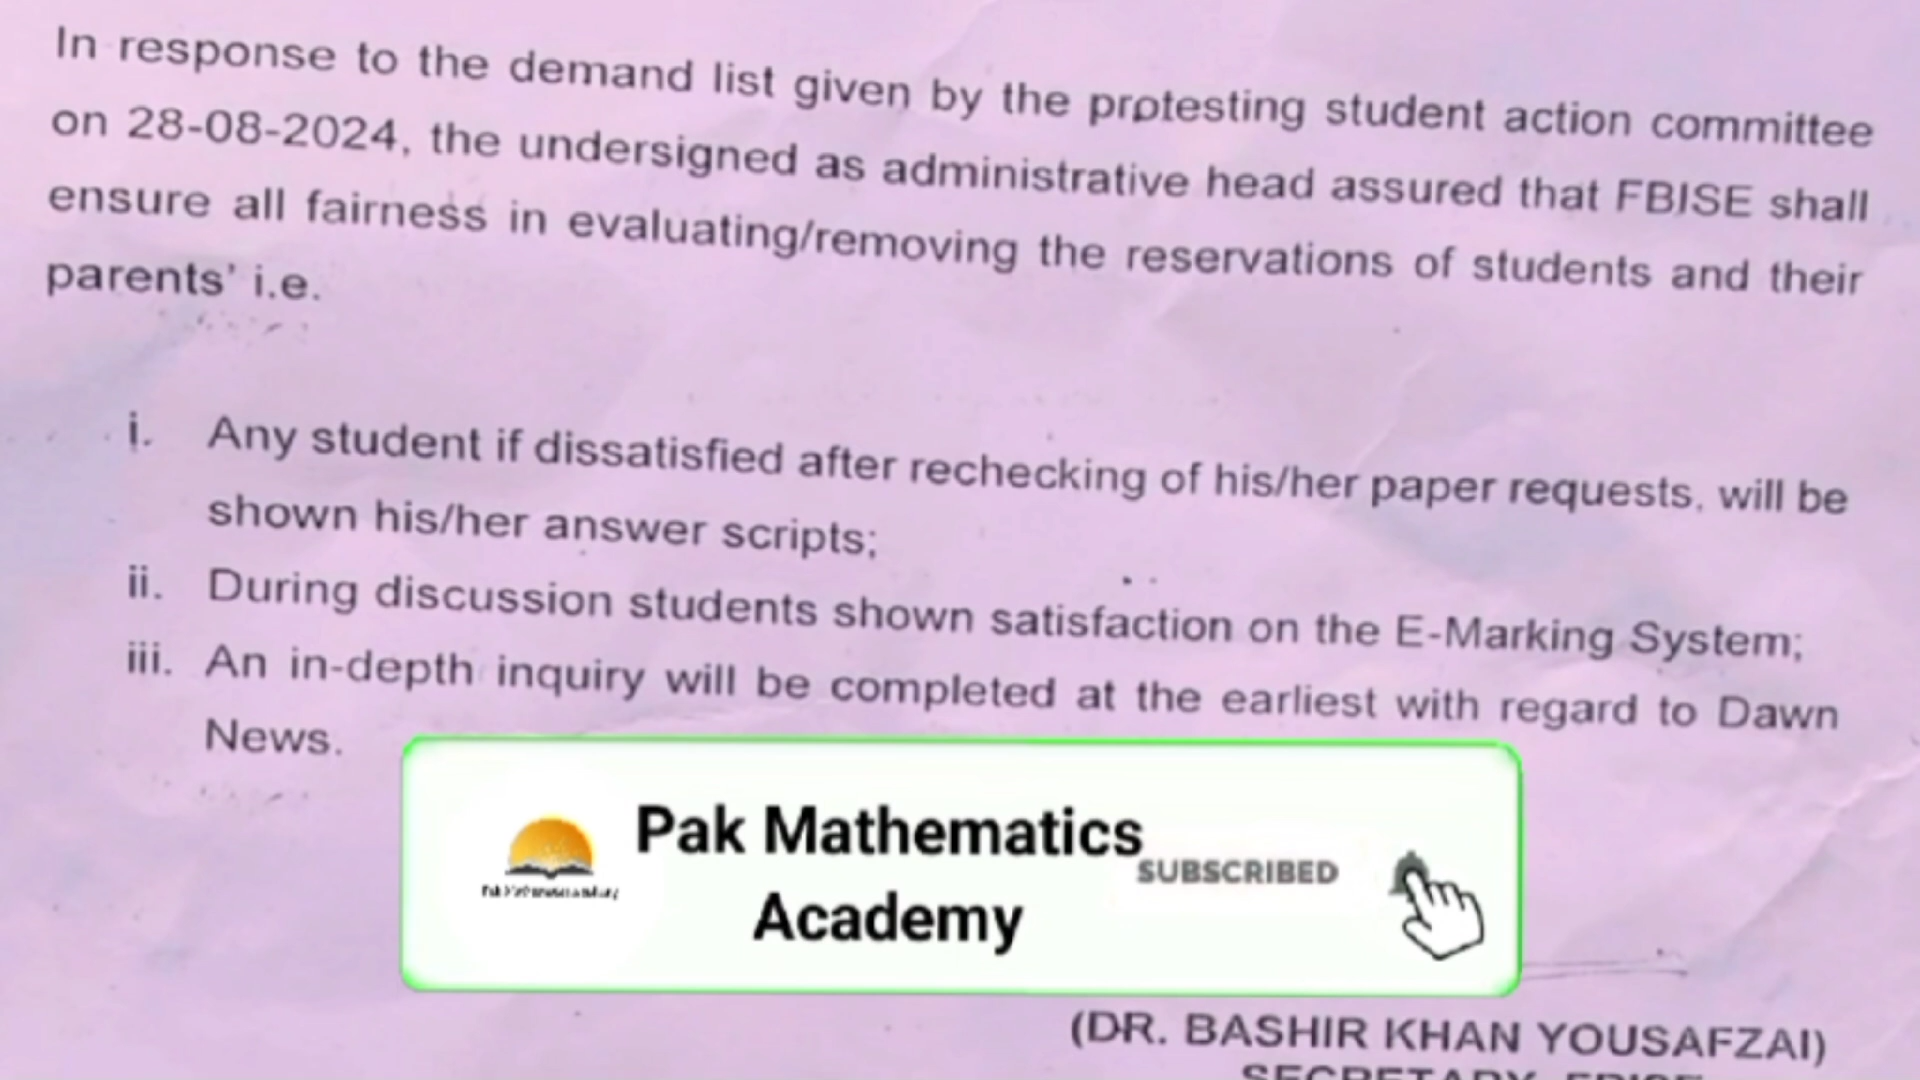 In response to the demand list given by the protesting student action committee
on 28-08-2024, the undersigned as administrative head assured that FBISE shall
ensure all fairness in evaluating/removing the reservations of students and their
parents' i.e.
i. Any student if dissatisfied after rechecking of his/her paper requests, will be
shown his/her answer scripts;
ii. During discussion students shown satisfaction on the E-Marking System;
iii. An in-depth inquiry will be completed at the earliest with regard to Dawn
News.
Pak Mathematics
Academy
SUBSCRIBED
(DR. BASHIR KHAN YOUSAFZAI)